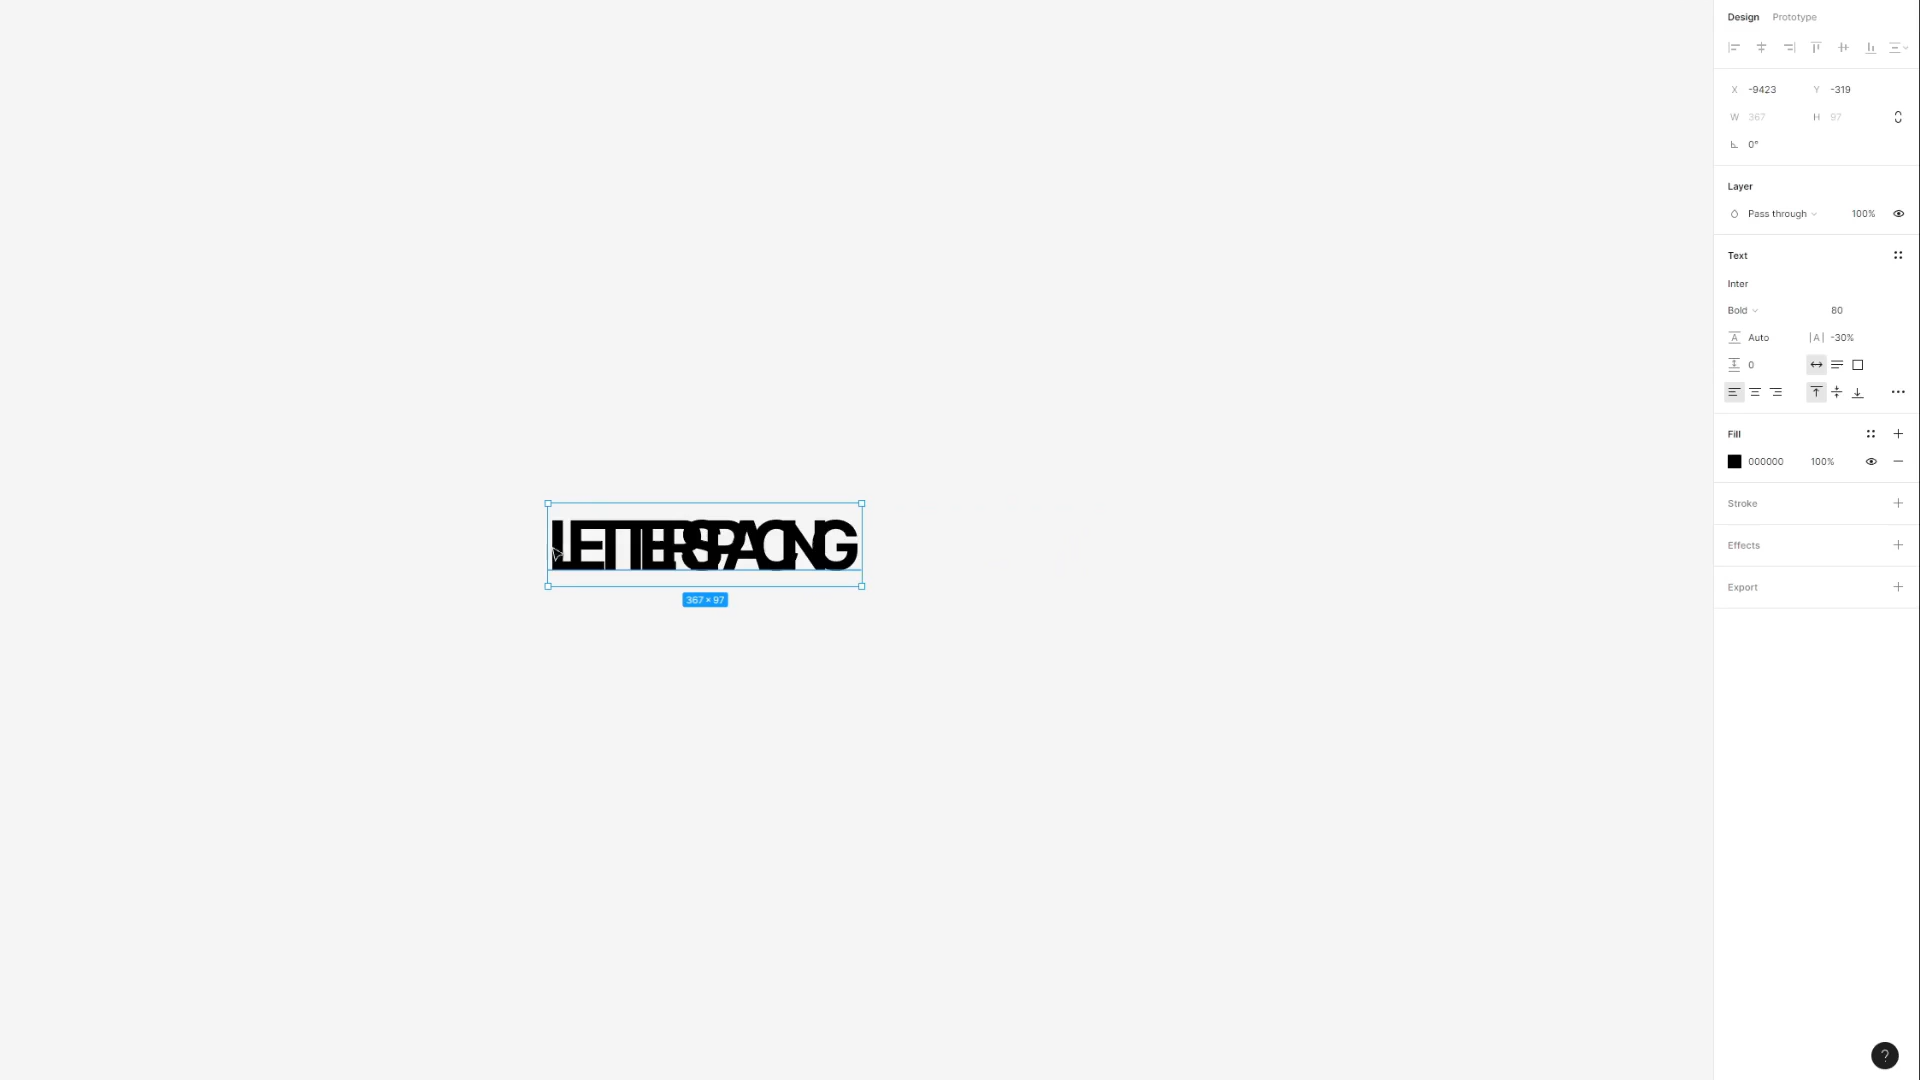 Design Prototype
X -9423 Y -319
W 367 H 97
0°
Layer
Pass through 100%
Text
Inter
Bold 80
A Auto |A| -30%
0
Fill
000000 100%
LETTERSPACING
Stroke
Effects
Export
367 × 97
?